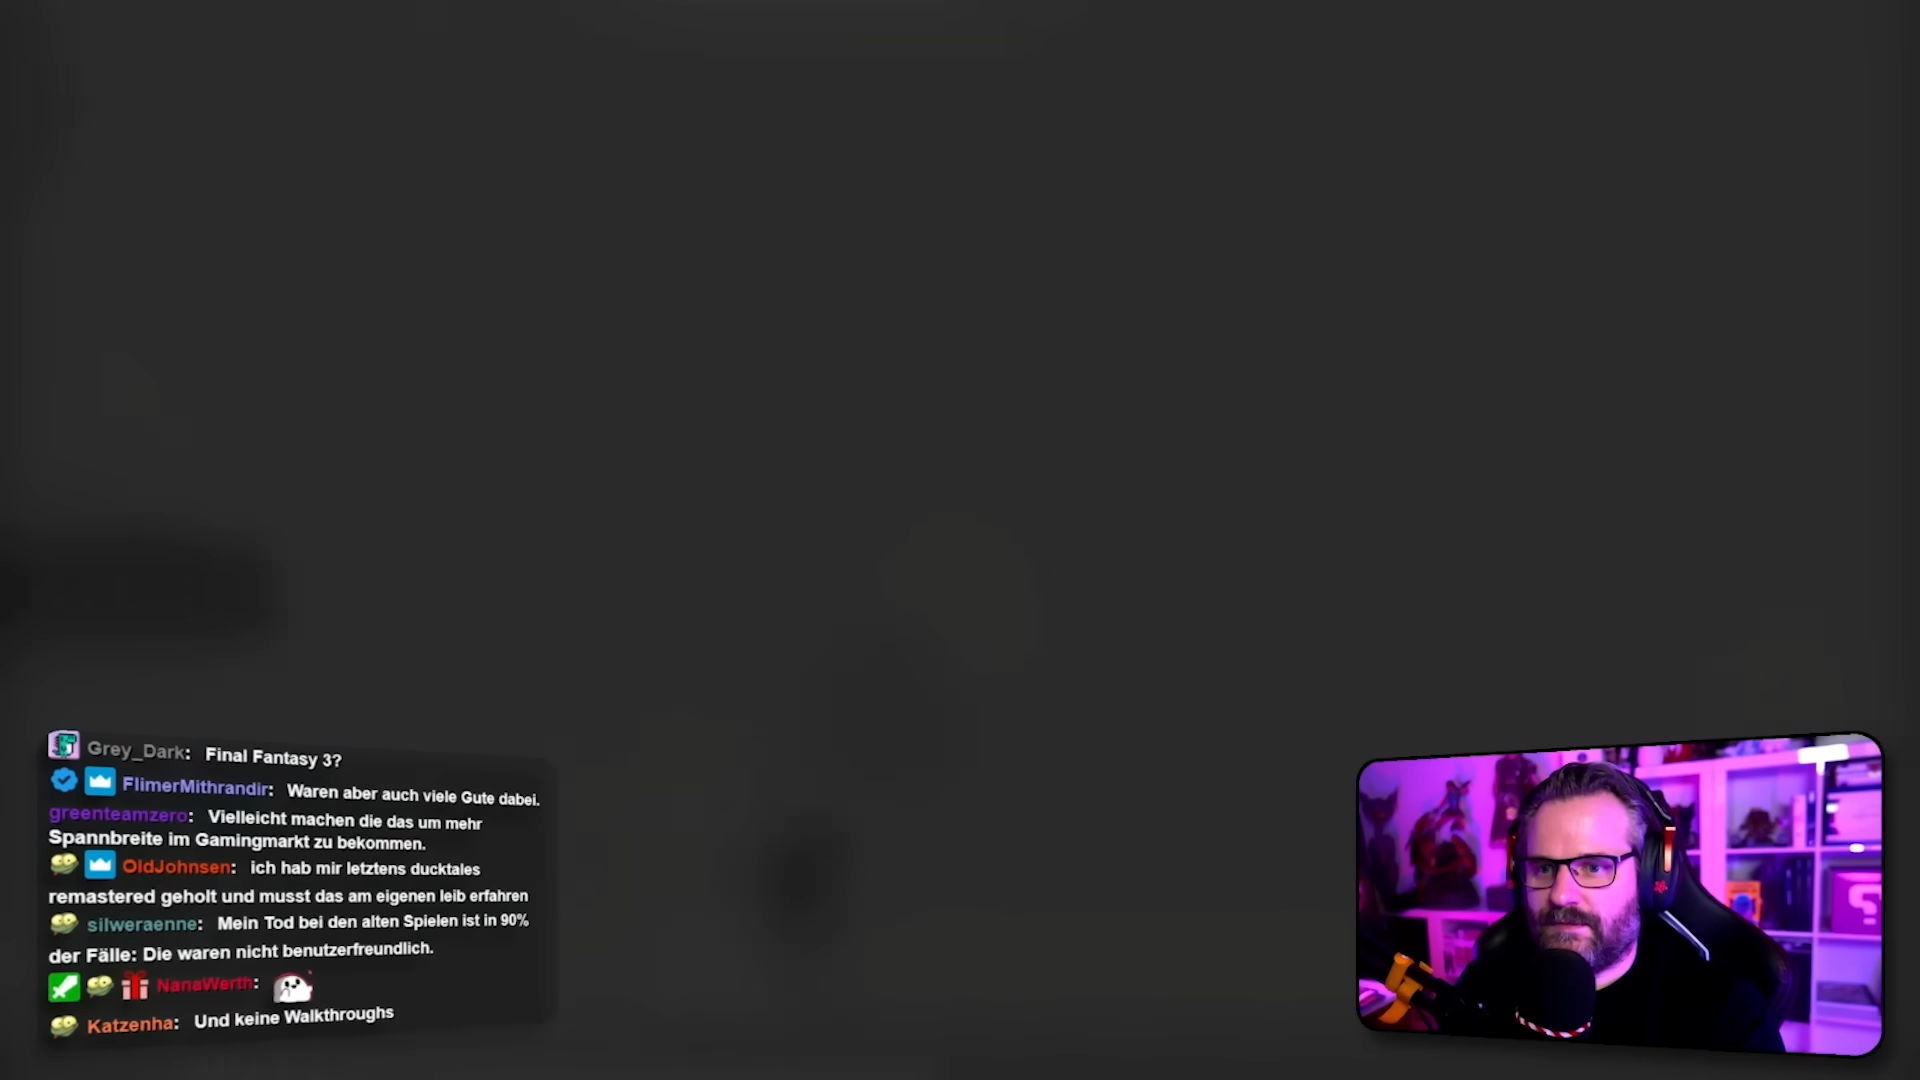 Grey_Dark: Final Fantasy 3?
FlimerMithrandir: Waren aber auch viele Gute dabei.
greenteamzero: Vielleicht machen die das um mehr
Spannbreite im Gamingmarkt zu bekommen.
OldJohnsen: ich hab mir letztens ducktales
remastered geholt und musst das am eigenen leib erfahren
silweraenne: Mein Tod bei den alten Spielen ist in 90%
der Fälle: Die waren nicht benutzerfreundlich.
NanaWerth:
Katzenha: Und keine Walkthroughs
?